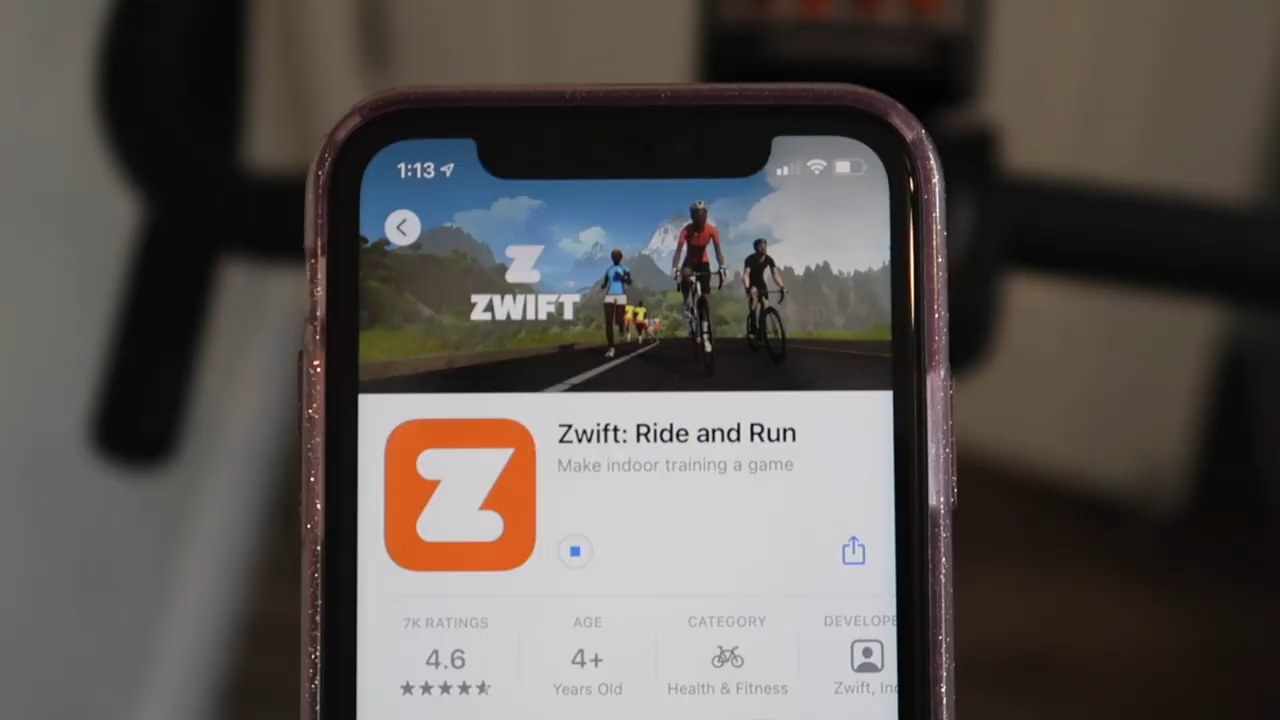 1:13
ZWIFT
Zwift: Ride and Run
Make indoor training a game
7K RATINGS
AGE
CATEGORY
DEVELOPE
4.6
4+
Years Old
Health & Fitness
Zwift, Inc